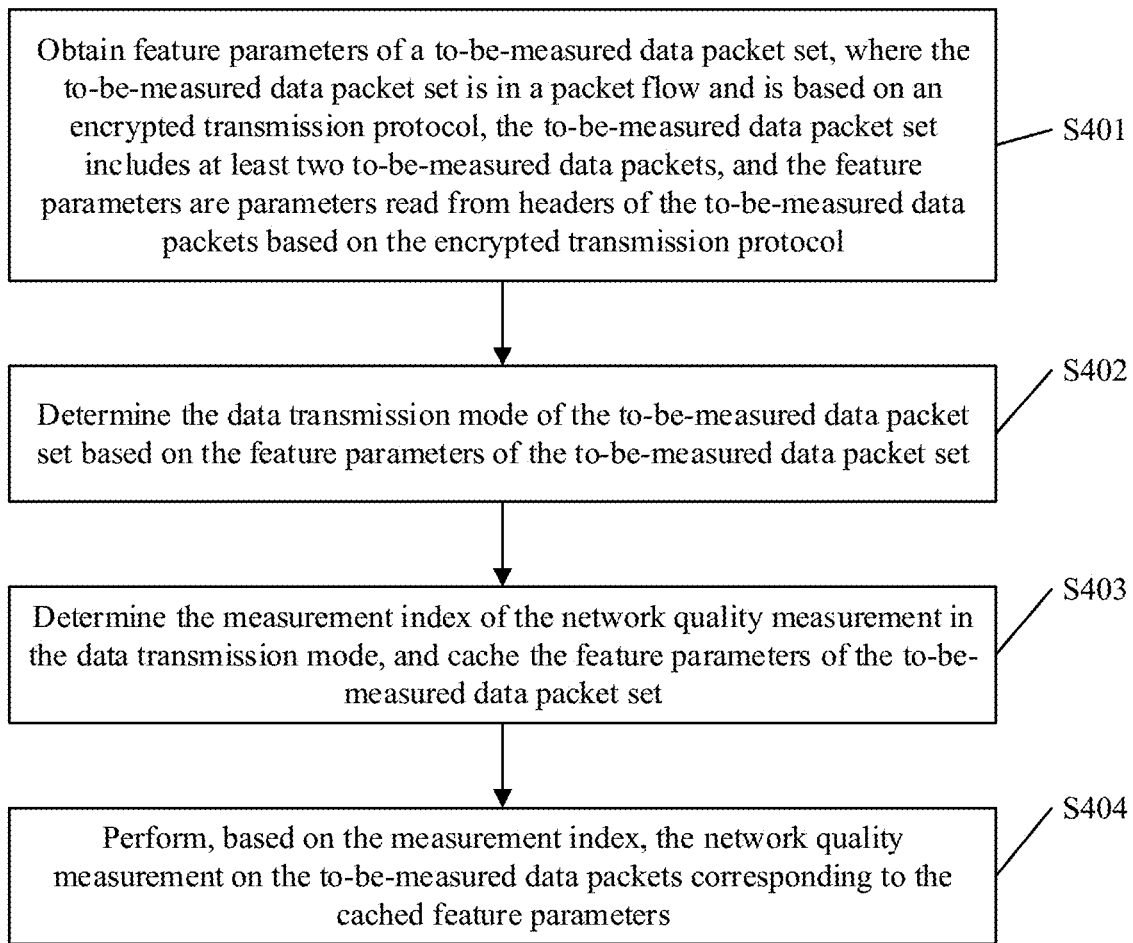 Obtain feature parameters of a to-be-measured data packet set, where the
to-be-measured data packet set is in a packet flow and is based on an
encrypted transmission protocol, the to-be-measured data packet set
includes at least two to-be-measured data packets, and the feature
parameters are parameters read from headers of the to-be-measured data
packets based on the encrypted transmission protocol
S401
Determine the data transmission mode of the to-be-measured data packet
set based on the feature parameters of the to-be-measured data packet set
S402
Determine the measurement index of the network quality measurement in
the data transmission mode, and cache the feature parameters of the to-be-
measured data packet set
S403
Perform, based on the measurement index, the network quality
measurement on the to-be-measured data packets corresponding to the
cached feature parameters
S404